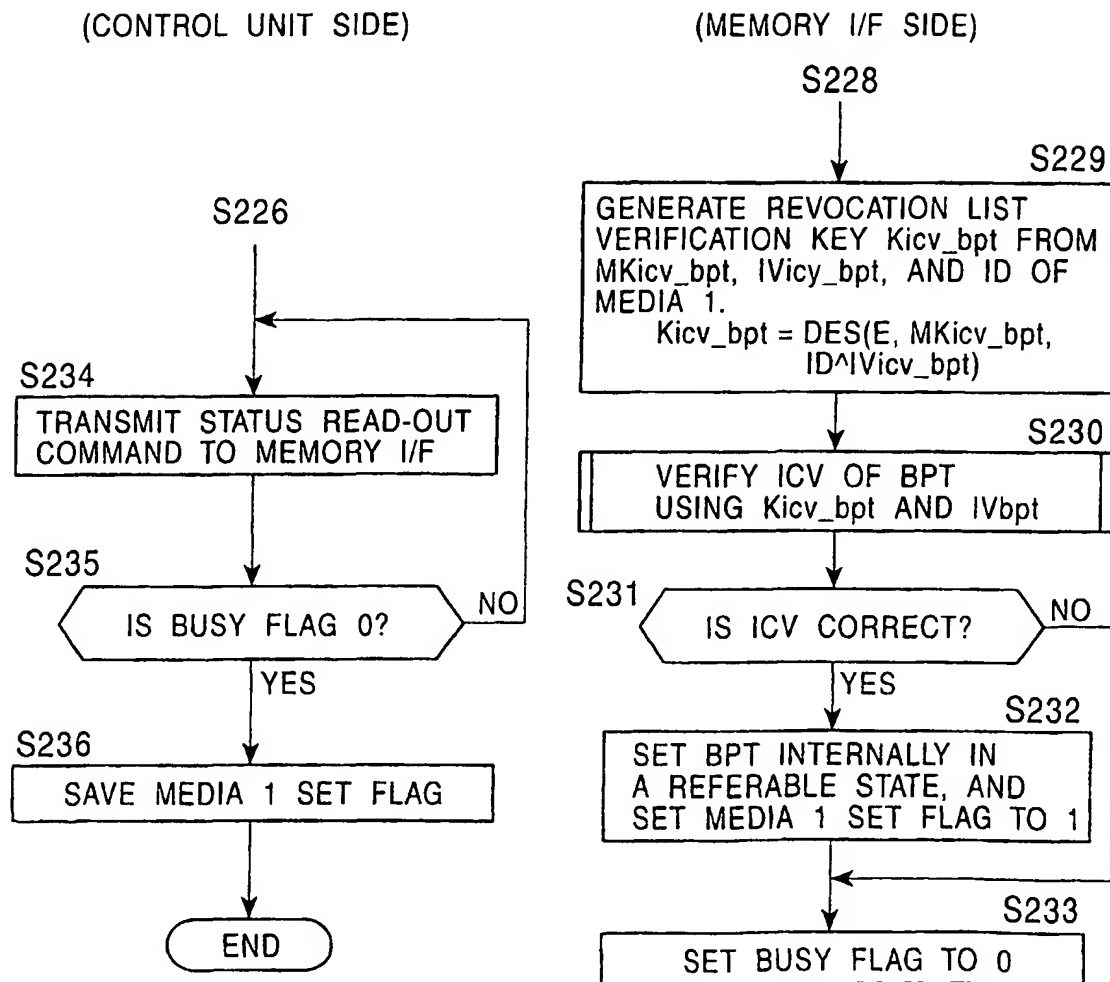 (CONTROL UNIT SIDE)
(MEMORY I/F SIDE)
S226
S234
TRANSMIT STATUS READ-OUT
COMMAND TO MEMORY I/F
S235
IS BUSY FLAG 0?
NO
YES
S236
SAVE MEDIA 1 SET FLAG
END
S228
S229
GENERATE REVOCATION LIST
VERIFICATION KEY Kicv_bpt FROM
MKicv_bpt, IVicy_bpt, AND ID OF
MEDIA 1.
Kicv_bpt = DES(E, MKicv_bpt,
ID^IVicv_bpt)
S230
VERIFY ICV OF BPT
USING Kicv_bpt AND IVbpt
S231
IS ICV CORRECT?
NO
YES
S232
SET BPT INTERNALLY IN
A REFERABLE STATE, AND
SET MEDIA 1 SET FLAG TO 1
S233
SET BUSY FLAG TO 0